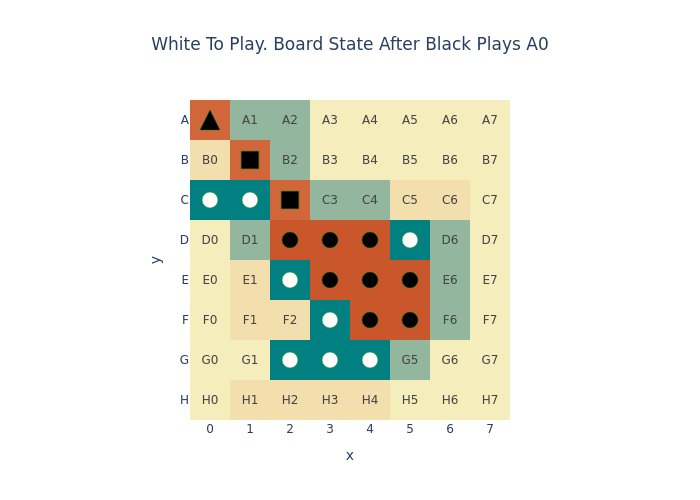 White To Play. Board State After Black Plays A0
A A1 A2 A3 A4 A5 A6 A7
B B0 B2 B3 B4 B5 B6 B7
C C3 C4 C5 C6 C7
D D0 D1 D6 D7
E E0 E1 E6 E7
F F0 F1 F2 F6 F7
G G0 G1 G5 G6 G7
H H0 H1 H2 H3 H4 H5 H6 H7
0 1 2 3 4 5 6 7
x
y